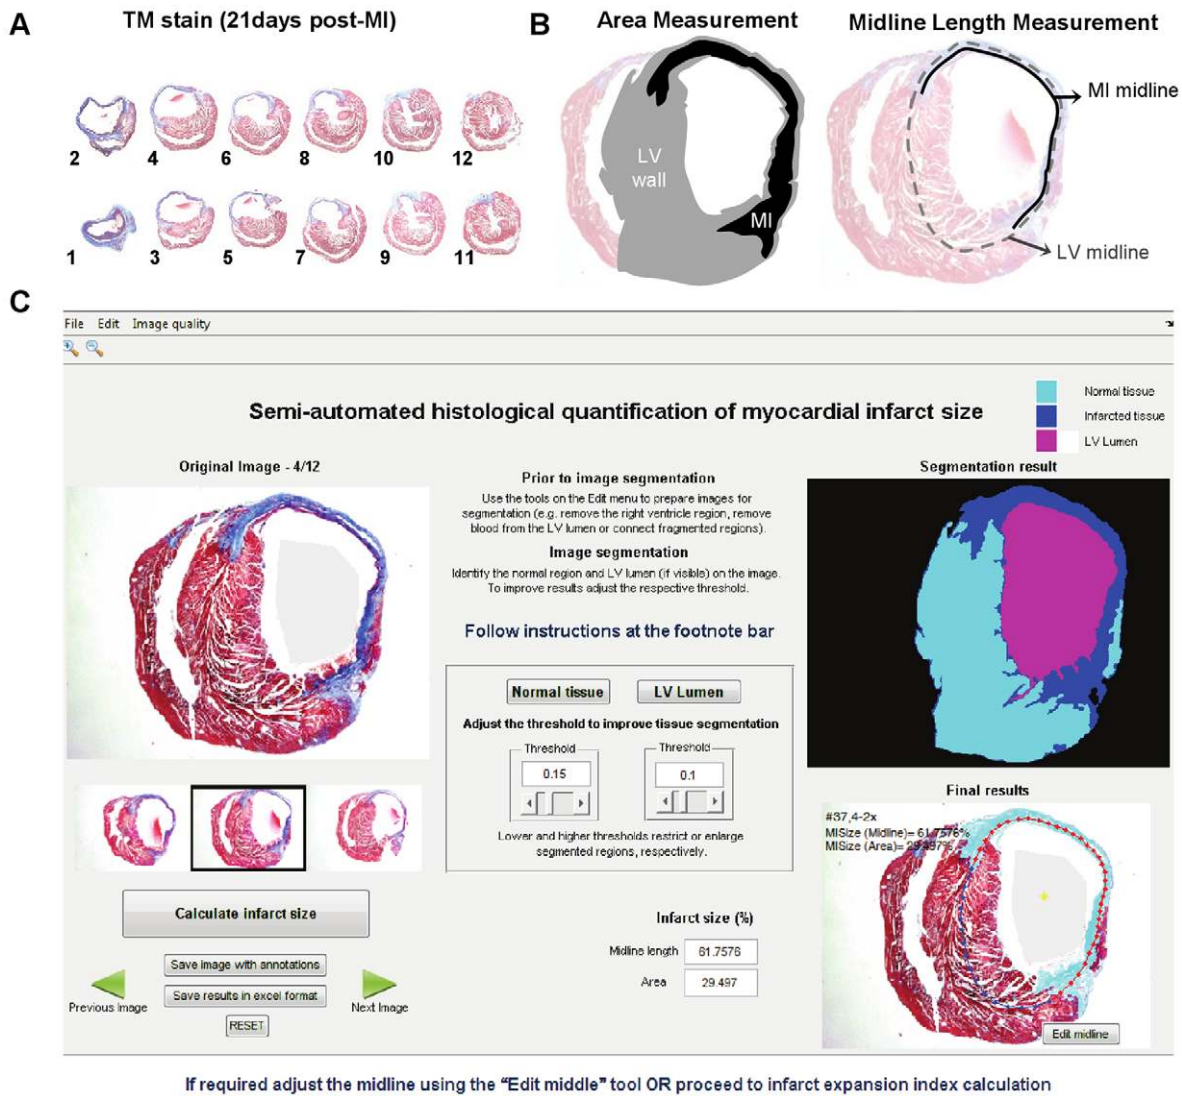 A
TM stain (21days post-MI)
2
4
6
8
10
12
1
3
5
7
9
11
B
Area Measurement
LV
wall
MI
Midline Length Measurement
MI midline
LV midline
C
File Edit Image quality
Semi-automated histological quantification of myocardial infarct size
Normal tissue
Infarcted tissue
LV Lumen
Original Image - 4/12
Prior to image segmentation
Use the tools on the Edit menu to prepare images for
segmentation (e.g. remove the right ventricle region, remove
blood from the LV lumen or connect fragmented regions).
Image segmentation
Identify the normal region and LV lumen (if visible) on the image.
To improve results adjust the respective threshold.
Follow instructions at the footnote bar
Normal tissue
LV Lumen
Adjust the threshold to improve tissue segmentation
Threshold
0.15
Threshold
0.1
Lower and higher thresholds restrict or enlarge
segmented regions, respectively.
Segmentation result
Final results
#37,4-2x
MISize (Midline)= 61.7576%
MISize (Area)= 29.497%
Edit midline
Calculate infarct size
Save image with annotations
Save results in excel format
RESET
Previous Image
Next Image
Infarct size (%)
Midline length 61.7576
Area 29.497
If required adjust the midline using the "Edit middle" tool OR proceed to infarct expansion index calculation